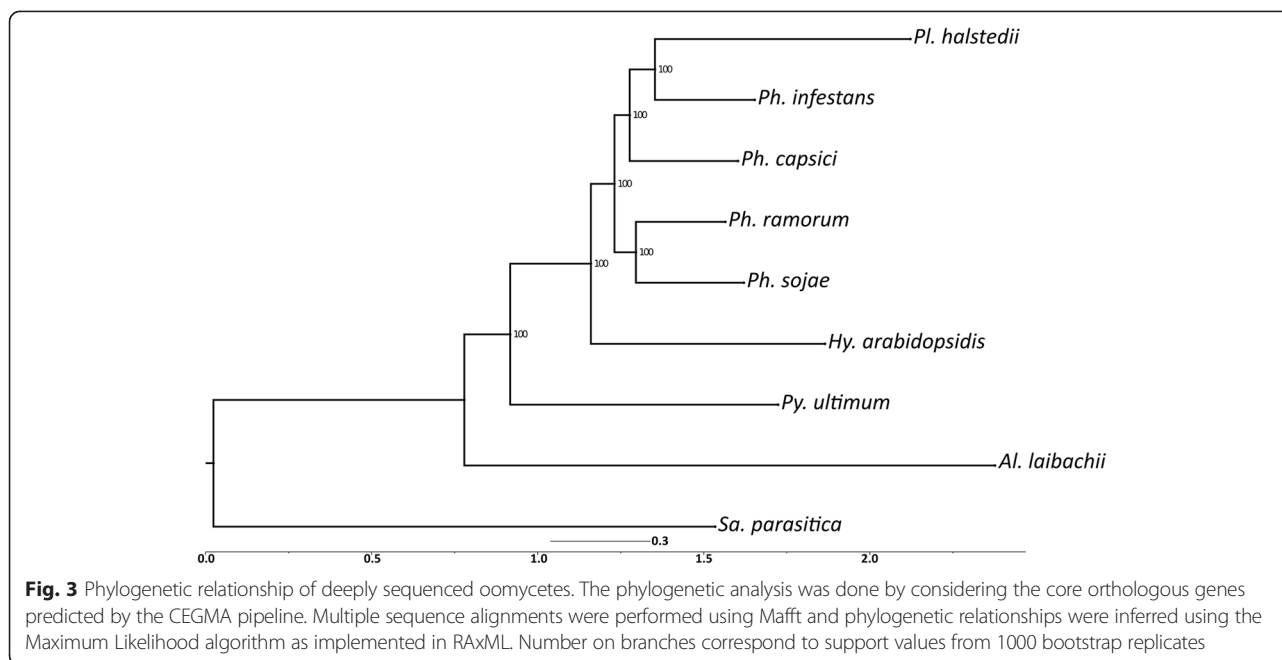 Pl. halstedii
100
Ph. infestans
100
Ph. capsici
100
Ph. ramorum
100
100
Ph. sojae
Hy. arabidopsidis
100
Py. ultimum
Al. laibachii
Sa. parasitica
0.3
0.0 0.5 1.0 1.5 2.0
Fig. 3 Phylogenetic relationship of deeply sequenced oomycetes. The phylogenetic analysis was done by considering the core orthologous genes
predicted by the CEGMA pipeline. Multiple sequence alignments were performed using Mafft and phylogenetic relationships were inferred using the
Maximum Likelihood algorithm as implemented in RAxML. Number on branches correspond to support values from 1000 bootstrap replicates